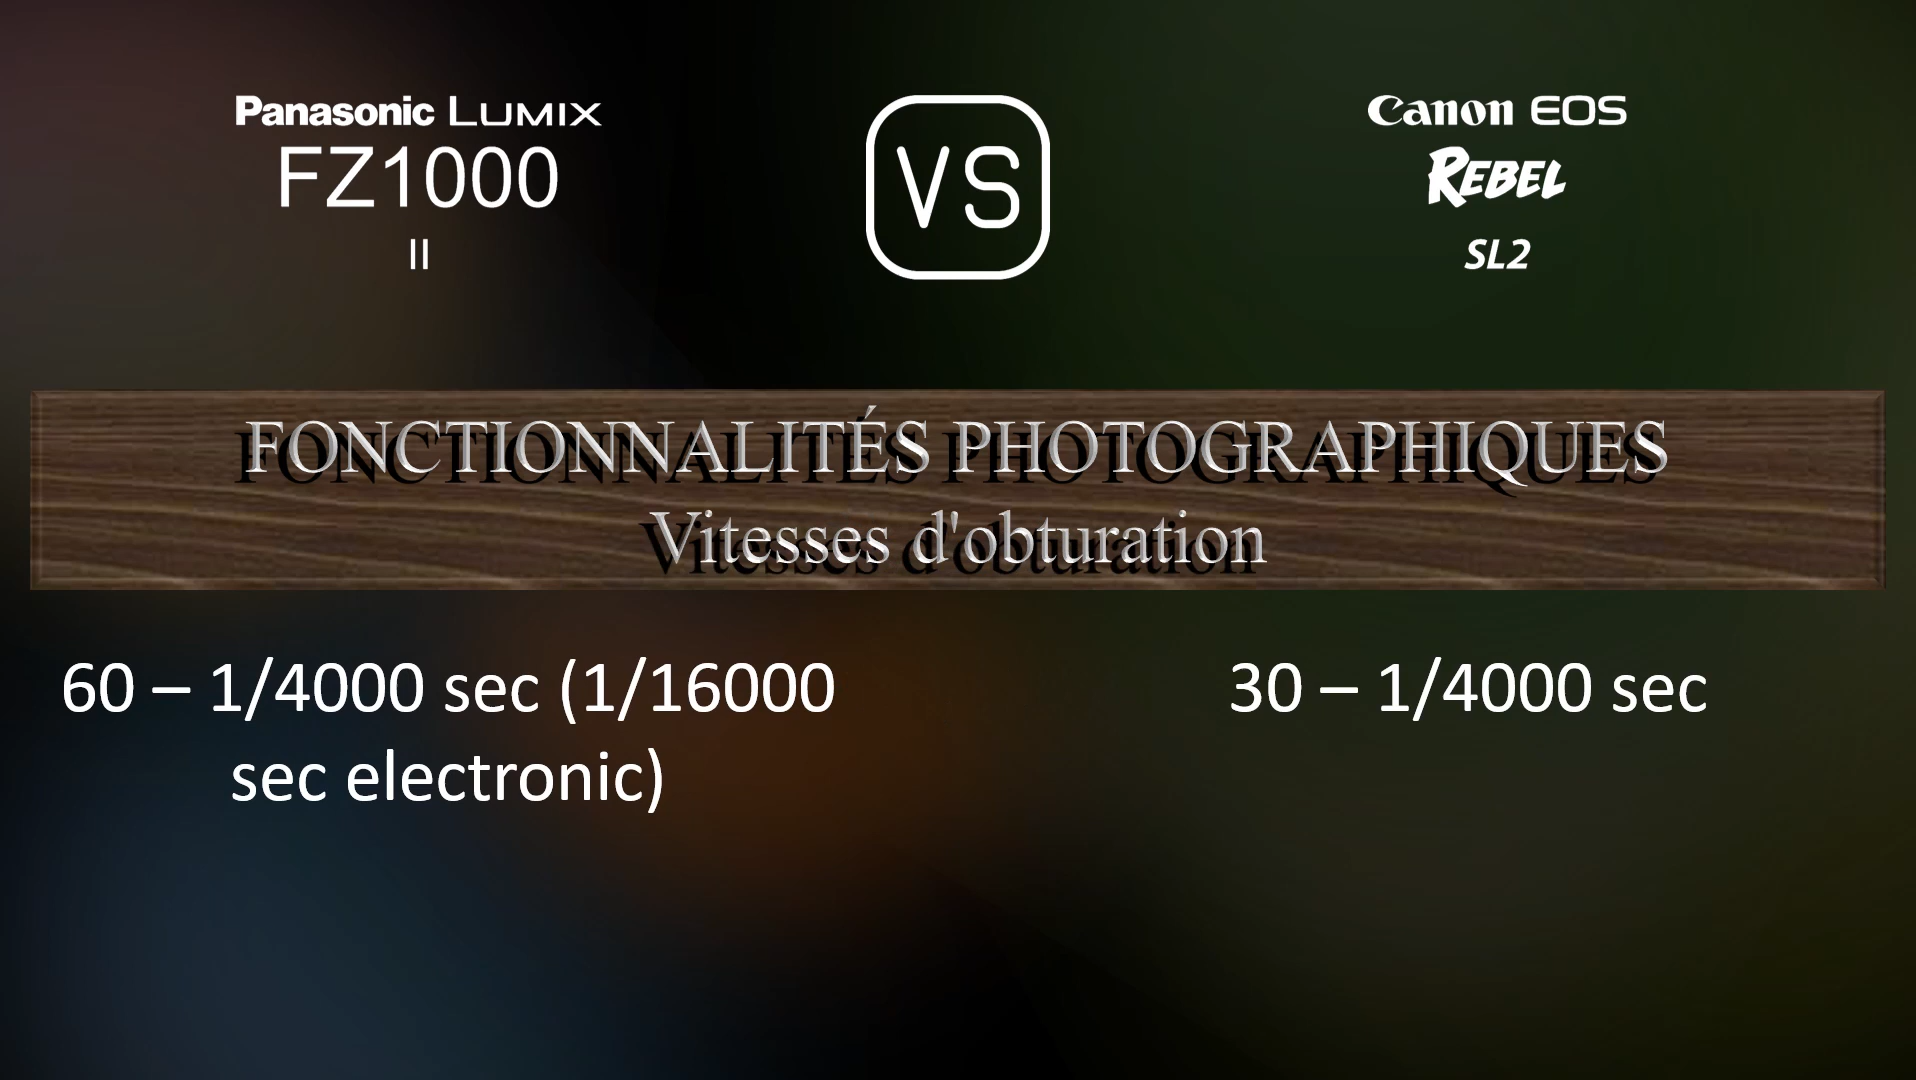 Panasonic LUMIX
FZ1000
II
VS
Canon EOS
REBEL
SL2
FONCTIONNALITÉS PHOTOGRAPHIQUES
Vitesses d'obturation
60 – 1/4000 sec (1/16000
sec electronic)
30 – 1/4000 sec